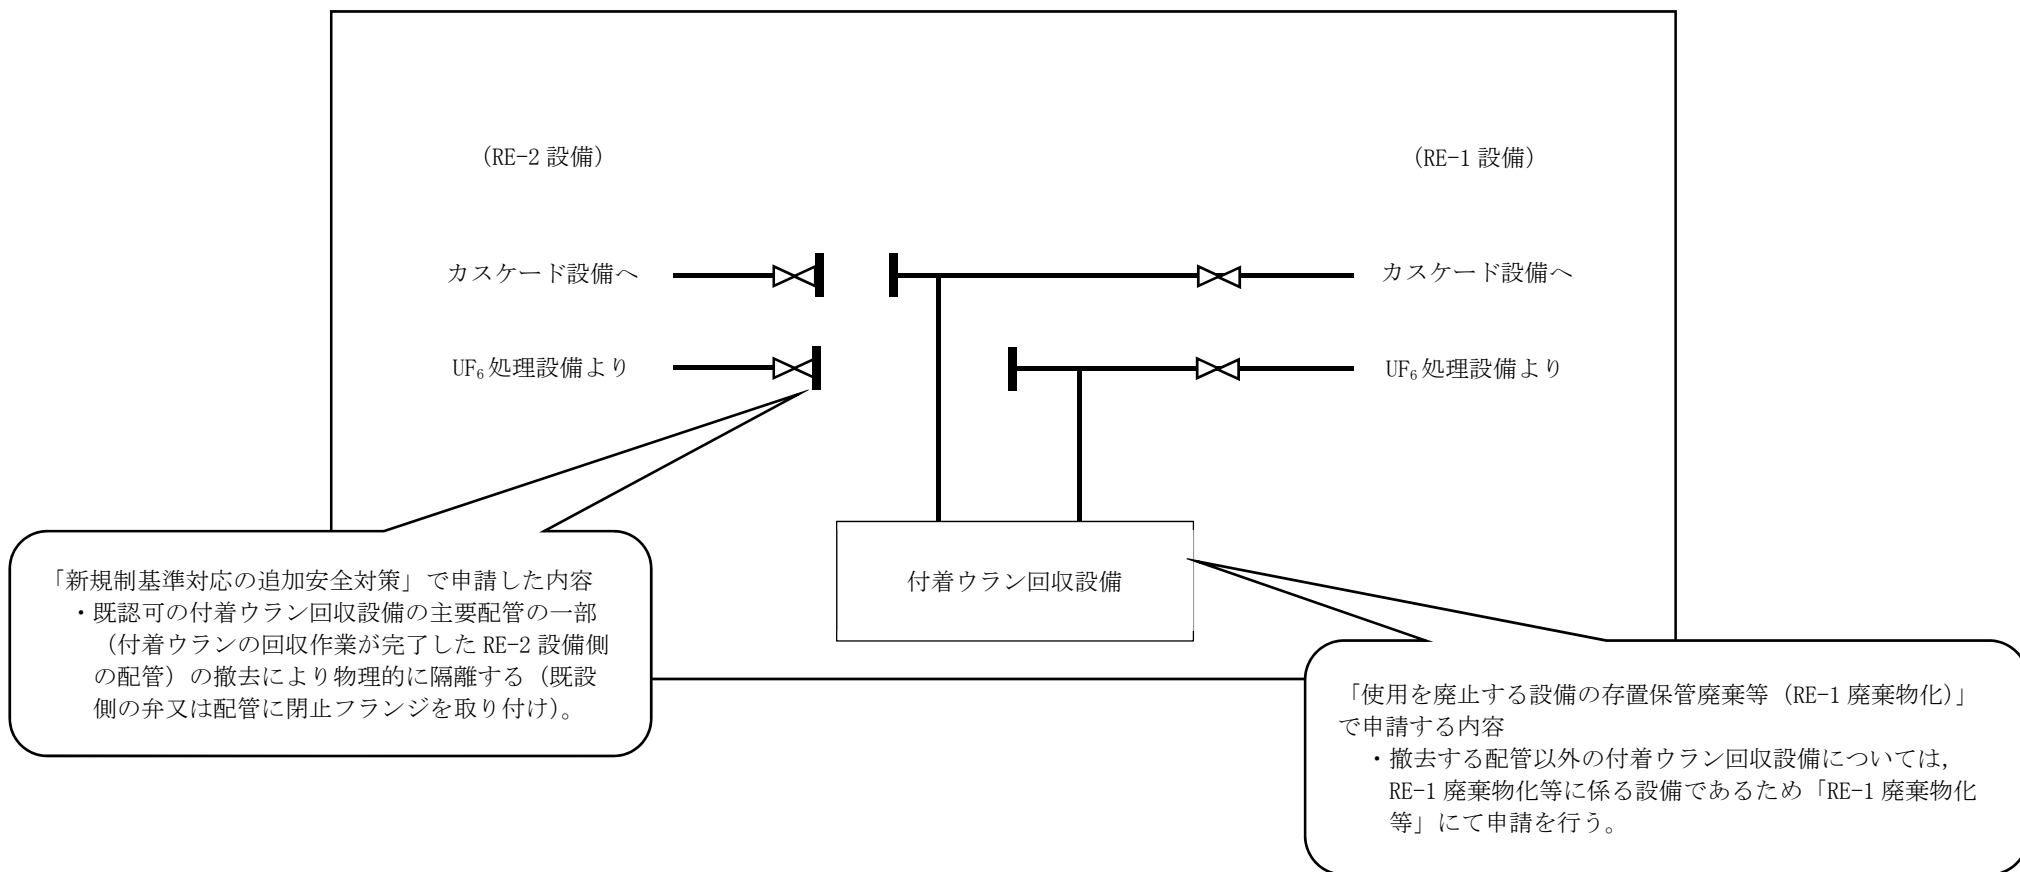 (RE-2 設備)
(RE-1 設備)
カスケード設備へ
カスケード設備へ
UF₆処理設備より
UF₆処理設備より
付着ウラン回収設備
「新規制基準対応の追加安全対策」で申請した内容
・既認可の付着ウラン回収設備の主要配管の一部
(付着ウランの回収作業が完了した RE-2 設備側
の配管)の撤去により物理的に隔離する(既設
側の弁又は配管に閉止フランジを取り付け)。
「使用を廃止する設備の存置保管廃棄等(RE-1 廃棄物化)」
で申請する内容
・撤去する配管以外の付着ウラン回収設備については,
RE-1 廃棄物化等に係る設備であるため「RE-1 廃棄物化
等」にて申請を行う。